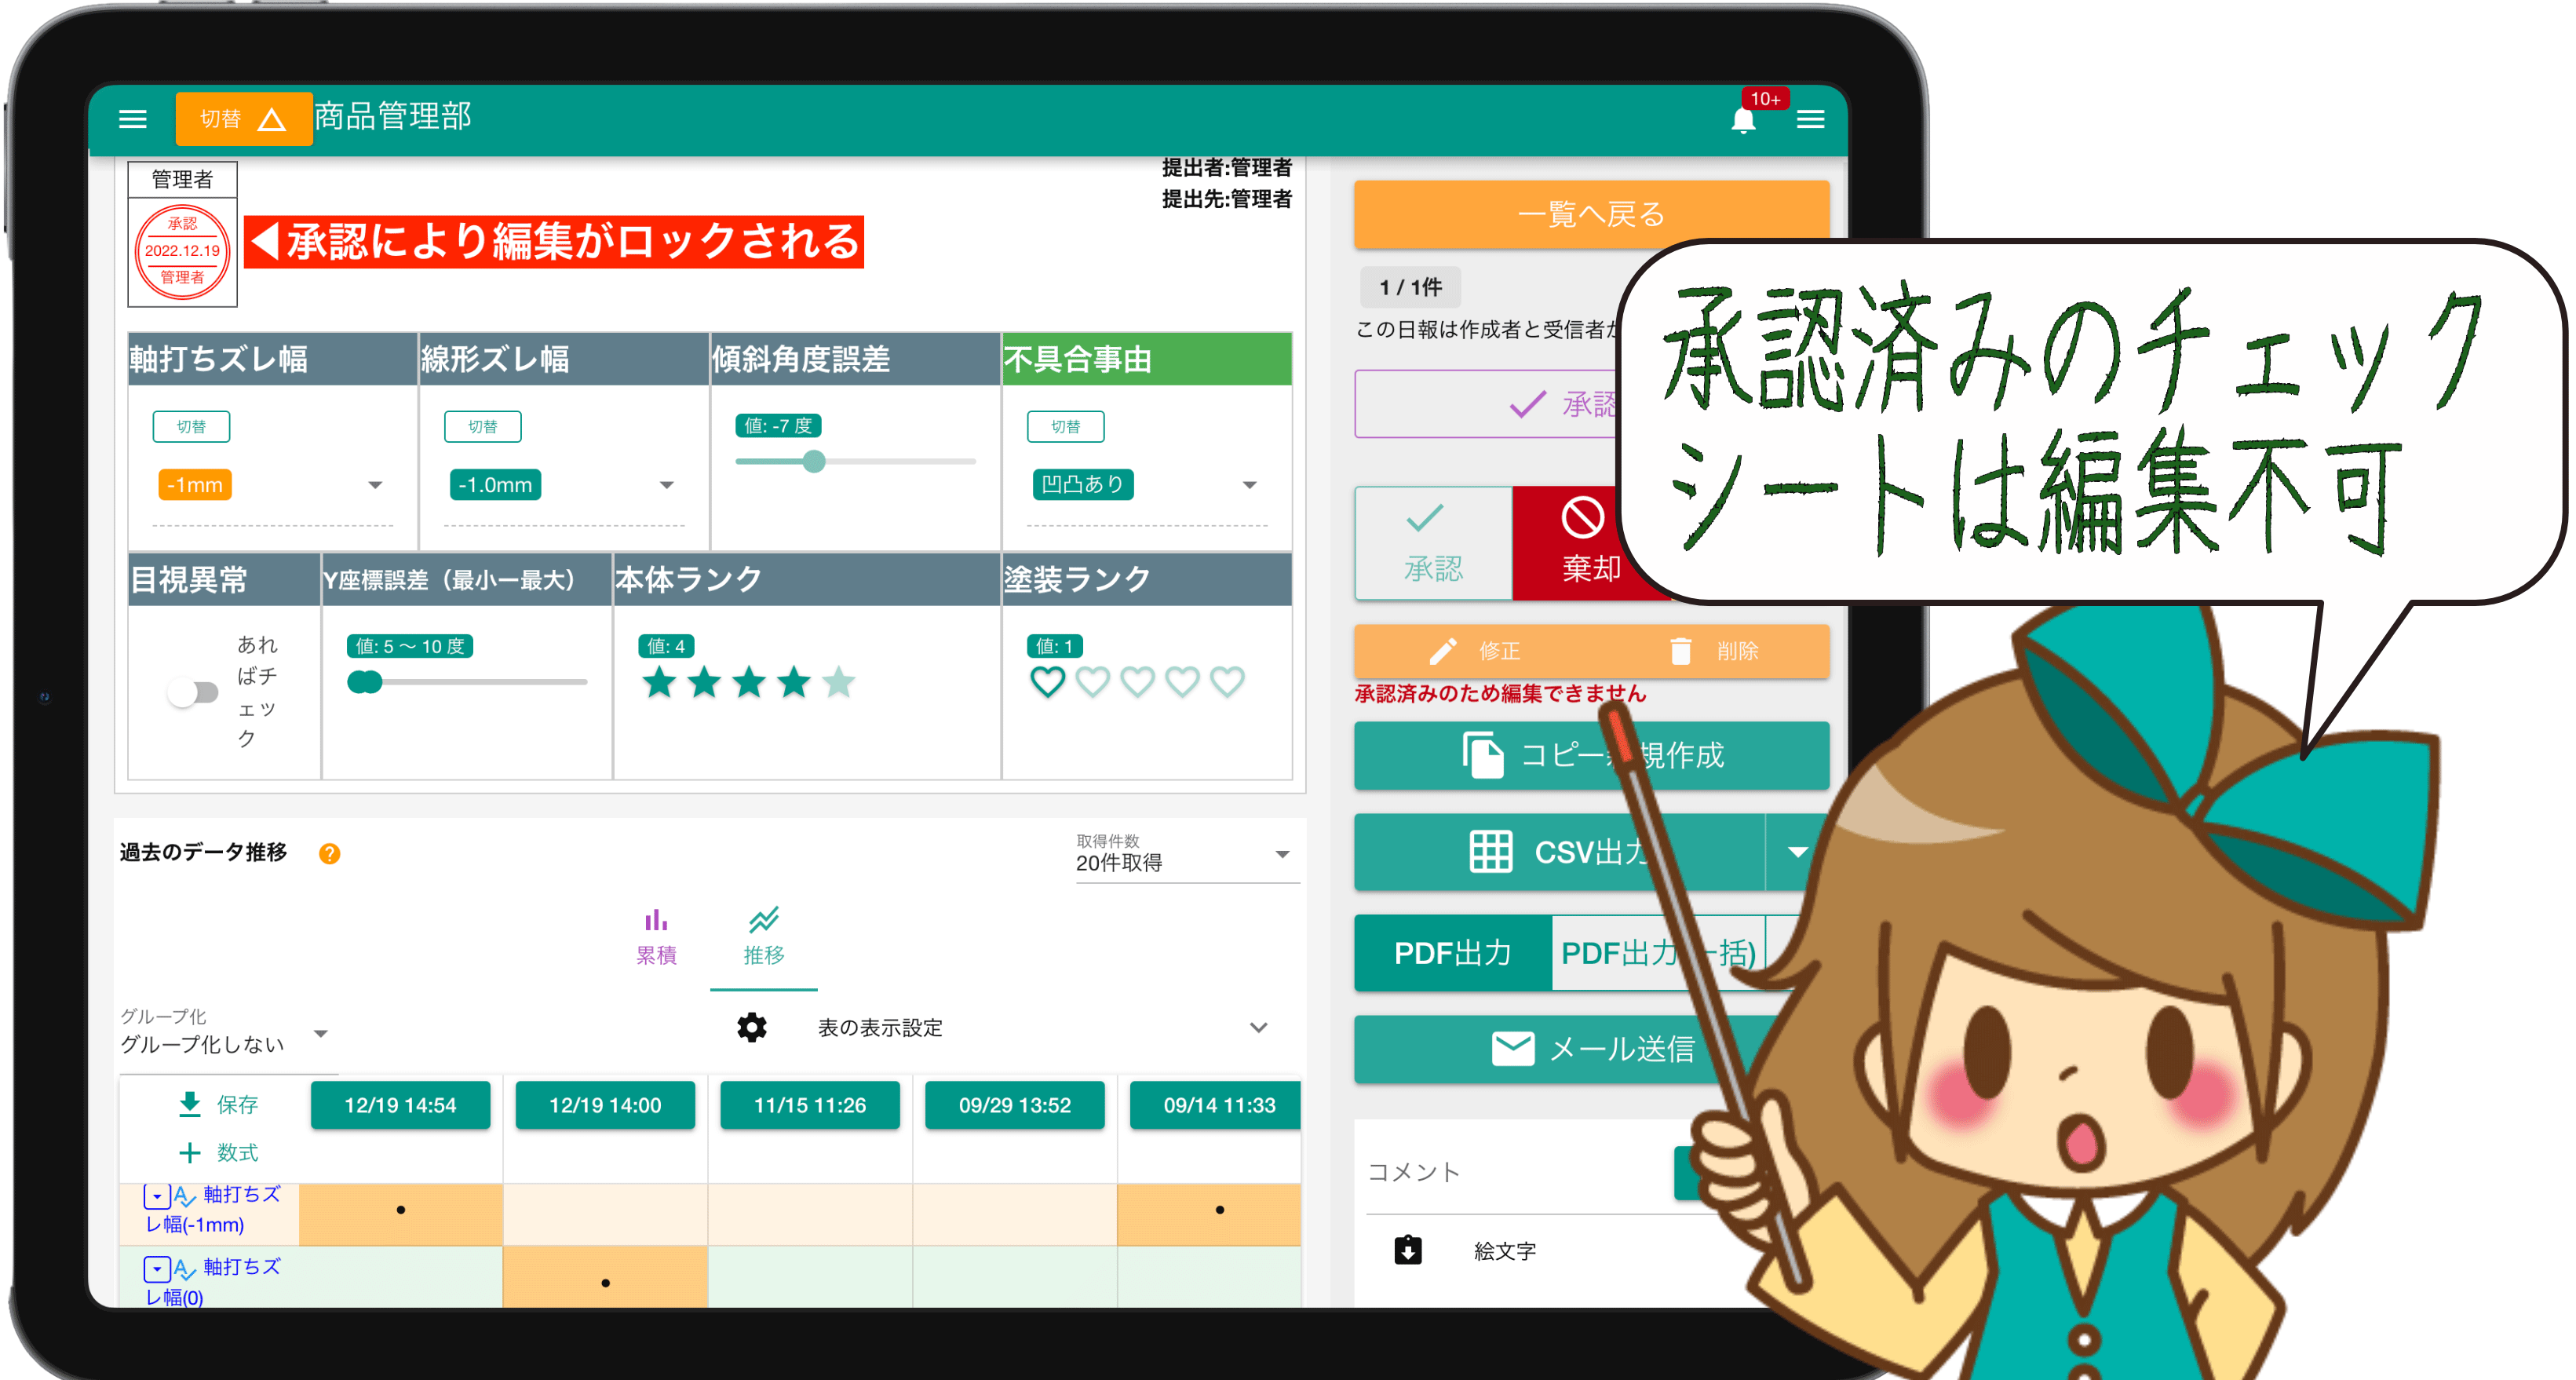 切替 商品管理部 10+
管理者
承認
2022.12.19
管理者
◀承認により編集がロックされる
提出者:管理者
提出先:管理者
軸打ちズレ幅 線形ズレ幅 傾斜角度誤差 不具合事由
切替 切替 値: -7 度 切替
-1mm -1.0mm 凹凸あり
目視異常 Y座標誤差（最小ー最大） 本体ランク 塗装ランク
あれ
ばチ
ェッ
ク
値: 5 ～ 10 度 値: 4 値: 1
過去のデータ推移 ?
取得件数
20件取得
累積 推移
グループ化
グループ化しない
表の表示設定
保存 12/19 14:54 12/19 14:00 11/15 11:26 09/29 13:52 09/14 11:33
数式
軸打ちズ
レ幅(-1mm)
軸打ちズ
レ幅(0)
一覧へ戻る
1 / 1件
この日報は作成者と受信者
承認
承認 棄却
修正 削除
承認済みのため編集できません
コピー 規作成
CSV出力
PDF出力 PDF出力 一括)
メール送信
コメント
絵文字
承認済みのチェック
シートは編集不可